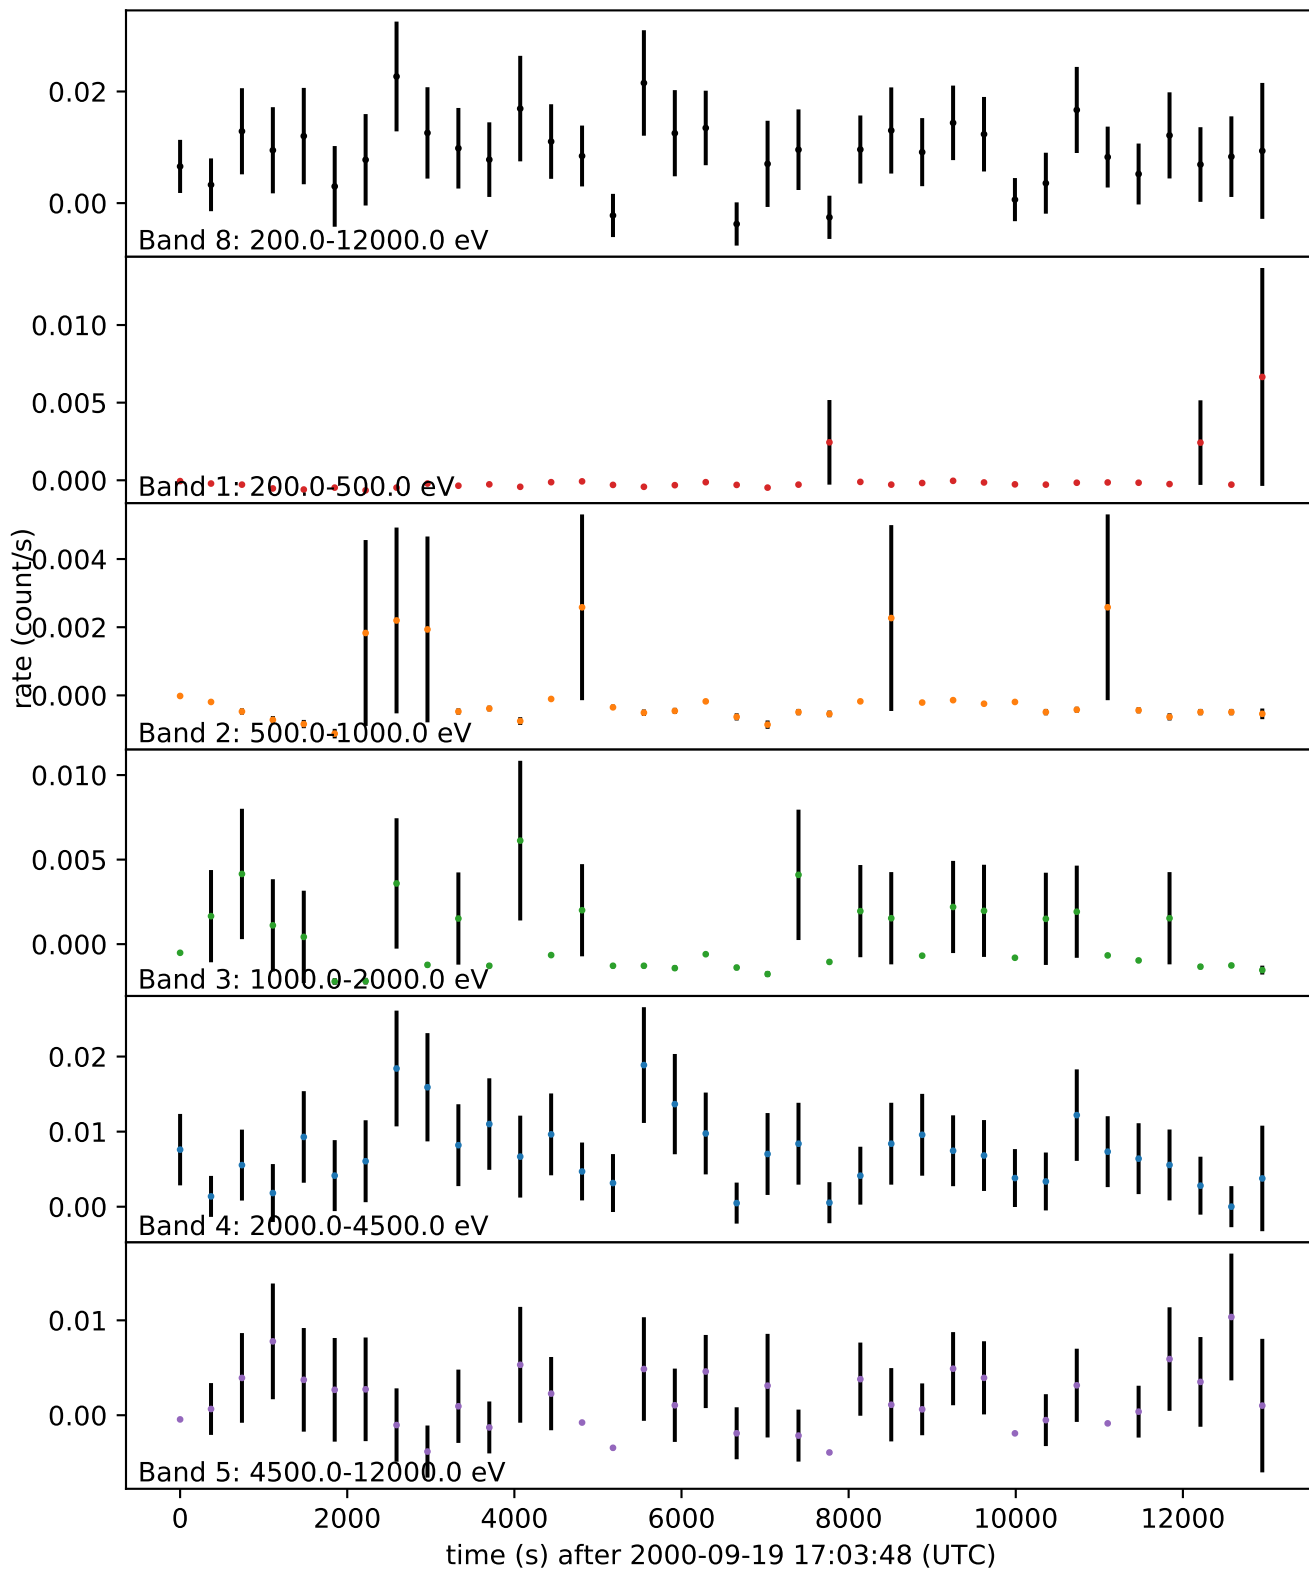 0.02
0.00
Band 8: 200.0-12000.0 eV
0.010
0.005
0.000
Band 1: 200.0-500.0 eV
rate (count/s)
0.004
0.002
0.000
Band 2: 500.0-1000.0 eV
0.010
0.005
0.000
Band 3: 1000.0-2000.0 eV
0.02
0.01
0.00
Band 4: 2000.0-4500.0 eV
0.01
0.00
Band 5: 4500.0-12000.0 eV
0 2000 4000 6000 8000 10000 12000
time (s) after 2000-09-19 17:03:48 (UTC)